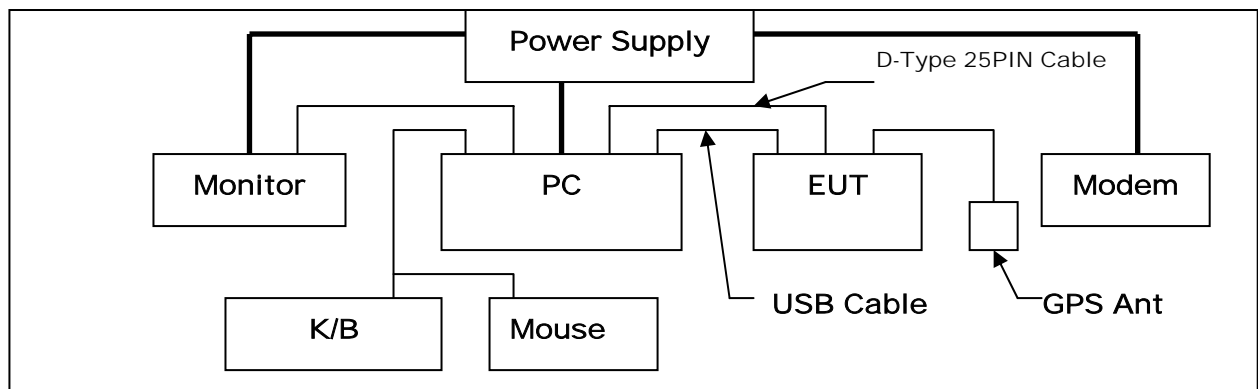 Power Supply
D-Type 25PIN Cable
Monitor
PC
EUT
Modem
USB Cable
GPS Ant
K/B
Mouse